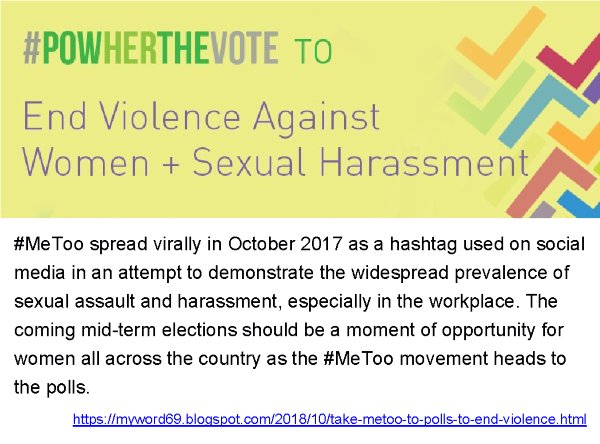 #POWHERTHEVOTE TO
End Violence Against
Women + Sexual Harassment
#MeToo spread virally in October 2017 as a hashtag used on social
media in an attempt to demonstrate the widespread prevalence of
sexual assault and harassment, especially in the workplace. The
coming mid-term elections should be a moment of opportunity for
women all across the country as the #MeToo movement heads to
the polls.
https://myword69.blogspot.com/2018/10/take-metoo-to-polls-to-end-violence.html